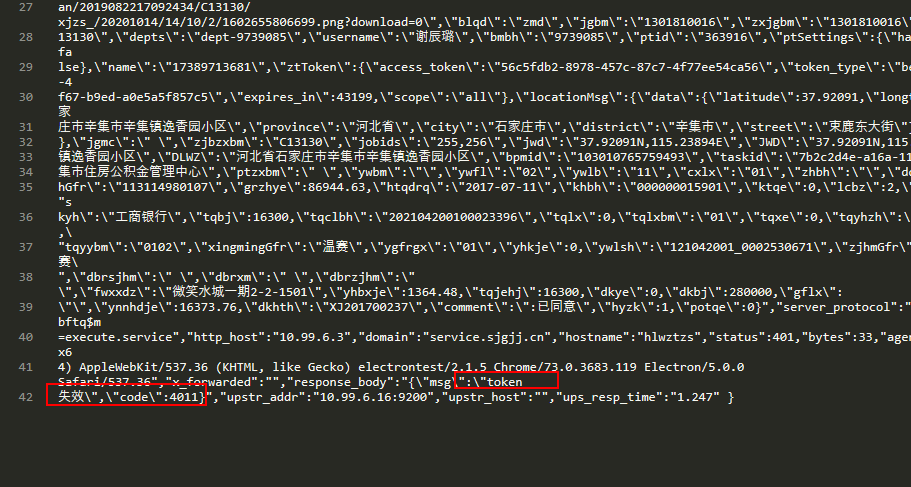 27 an/2019082217092434/C13130/
xjzs_/20201014/14/10/2/1602655806699.png?download=0\",\"blqd\":\"zmd\",\"jgbm\":\"1301810016\",\"zxjgbm\":\"1301810016\
28 13130\",\"depts\":\"dept-9739085\",\"username\":\"谢辰璐\",\"bmbh\":\"9739085\",\"ptid\":\"363916\",\"ptSettings\":{\"ha
fa
29 lse},\"name\":\"17389713681\",\"ztToken\":{\"access_token\":\"56c5fdb2-8978-457c-87c7-4f77ee54ca56\",\"token_type\":\"be
-4
30 f67-b9ed-a0e5a5f857c5\",\"expires_in\":43199,\"scope\":\"all\"},\"locationMsg\":{\"data\":{\"latitude\":37.92091,\"longt
家
31 庄市辛集市辛集镇逸香园小区\",\"province\":\"河北省\",\"city\":\"石家庄市\",\"district\":\"辛集市\",\"street\":\"束鹿东大街\"
32 },\"jgmc\":\" \",\"zjbzxbm\":\"C13130\",\"jobids\":\"255,256\",\"jwd\":\"37.92091N,115.23894E\",\"JWD\":\"37.92091N,115
33 镇逸香园小区\",\"DLWZ\":\"河北省石家庄市辛集市辛集镇逸香园小区\",\"bpmid\":\"103010765759493\",\"taskid\":\"7b2c2d4e-a16a-11
34 集市住房公积金管理中心\",\"ptzxbm\":\" \",\"ywbm\":\"\",\"ywfl\":\"02\",\"ywlb\":\"11\",\"cxlx\":\"01\",\"zhbh\":\"\",\"dd
35 hGfr\":\"113114980107\",\"grzhye\":86944.63,\"htqdrq\":\"2017-07-11\",\"khbh\":\"000000015901\",\"ktqe\":0,\"lcbz\":2,\
"s
36 kyh\":\"工商银行\",\"tqbj\":16300,\"tqclbh\":\"202104200100023396\",\"tqlx\":0,\"tqlxbm\":\"01\",\"tqxe\":0,\"tqyhzh\":\
,\
37 "tqyybm\":\"0102\",\"xingmingGfr\":\"温赛\",\"ygfrgx\":\"01\",\"yhkje\":0,\"ywlsh\":\"121042001_0002530671\",\"zjhmGfr\"
赛\
38 ",\"dbrsjhm\":\" \",\"dbrxm\":\" \",\"dbrzjhm\":\"
\",\"fwxxdz\":\"微笑水城一期2-2-1501\",\"yhbxje\":1364.48,\"tqjehj\":16300,\"dkye\":0,\"dkbj\":280000,\"gflx\":
\"\",\"ynnhdje\":16373.76,\"dkhth\":\"XJ201700237\",\"comment\":\":已同意\",\"hyzk\":1,\"potqe\":0}","server_protocol":"
39 bftq$m
40 =execute.service","http_host":"10.99.6.3","domain":"service.sjgjj.cn","hostname":"hlwztzs","status":401,"bytes":33,"agen
x6
41 4) AppleWebKit/537.36 (KHTML, like Gecko) electrontest/2.1.5 Chrome/73.0.3683.119 Electron/5.0.0
Safari/537.36","x_forwarded":"","response_body":"{\"msg\":\"token
42 失效\",\"code\":4011}","upstr_addr":"10.99.6.16:9200","upstr_host":"","ups_resp_time":"1.247" }